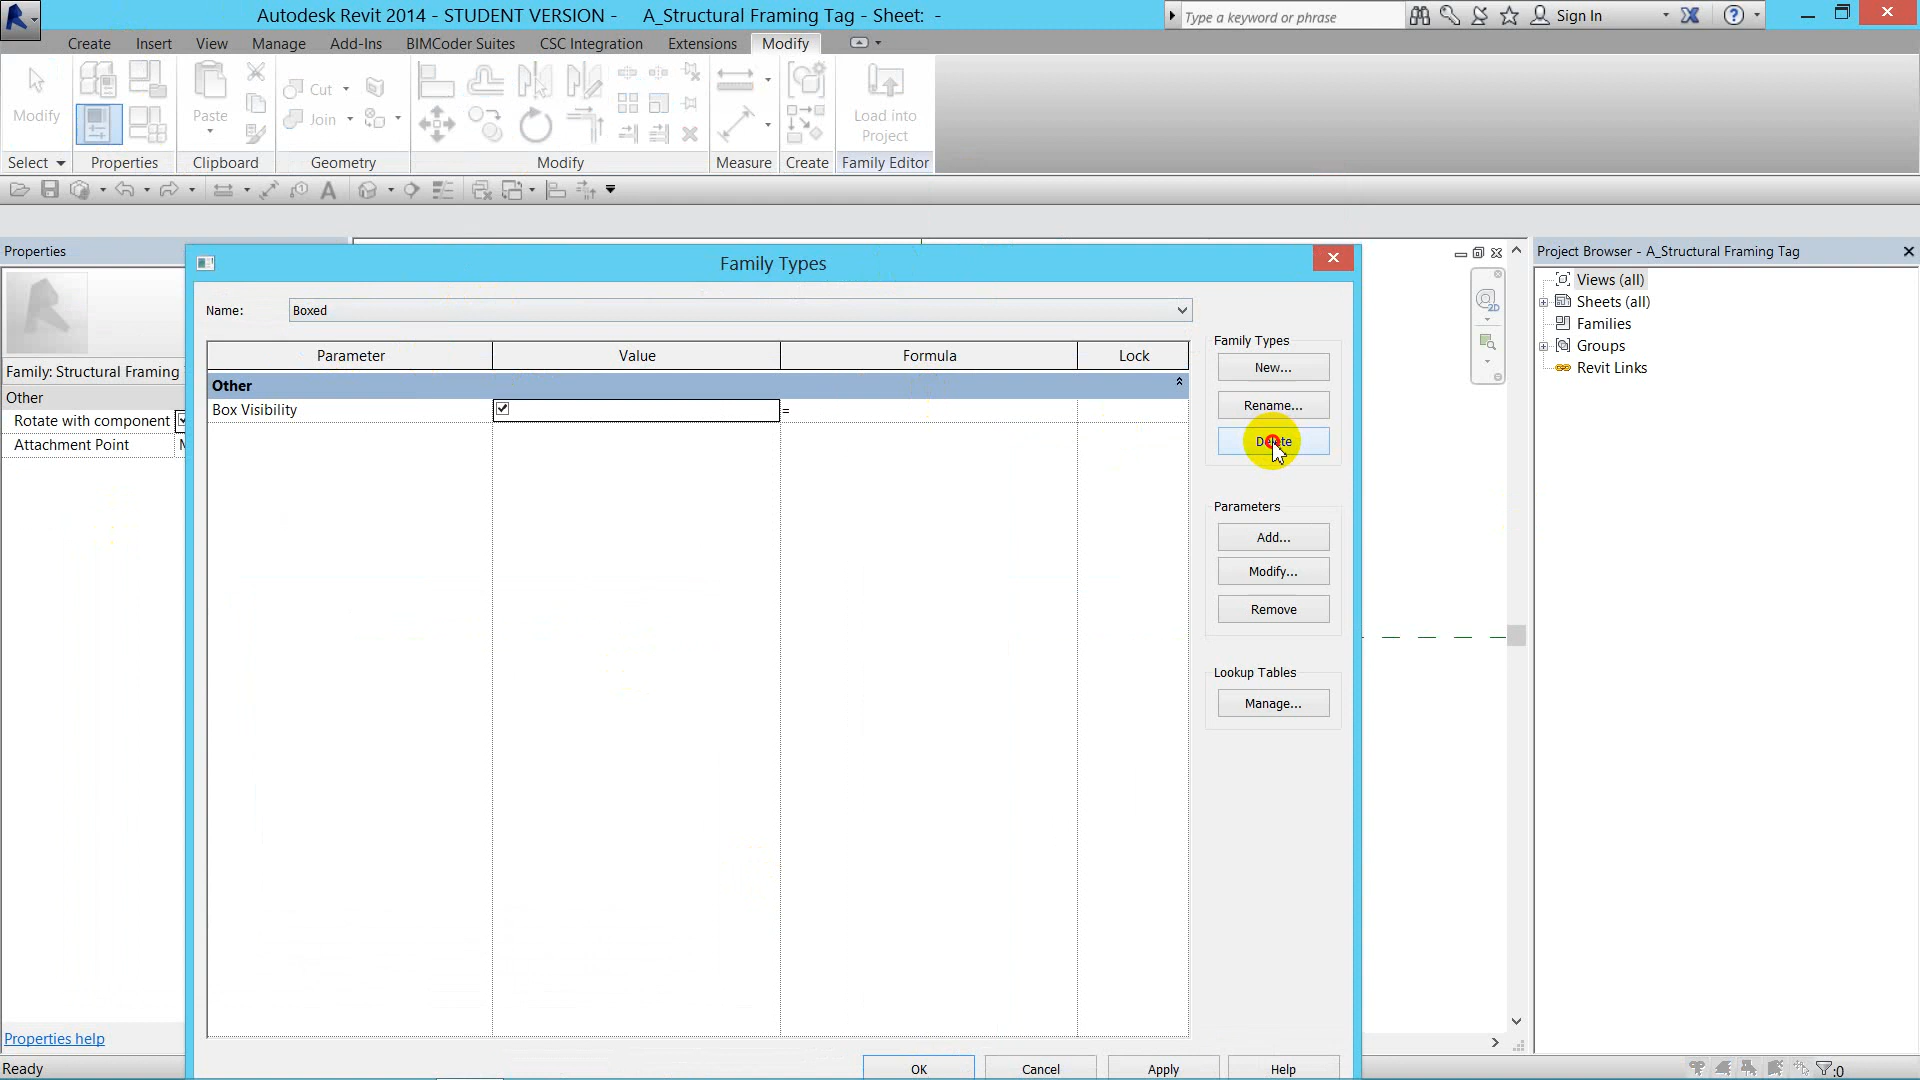 Autodesk Revit 2014 - STUDENT VERSION - A_Structural Framing Tag - Sheet: -
Type a keyword or phrase
Sign In
Create Insert View Manage Add-Ins BIMCoder Suites CSC Integration Extensions Modify
Modify
Paste
Cut
Join
Load into
Project
Select Properties Clipboard Geometry Modify Measure Create Family Editor
Properties
Family: Structural Framing
Other
Rotate with component
Attachment Point
Properties help
Ready
Family Types
Name: Boxed
Parameter Value Formula Lock
Other
Box Visibility =
Family Types
New...
Rename...
Delete
Parameters
Add...
Modify...
Remove
Lookup Tables
Manage...
OK Cancel Apply Help
2D
Project Browser - A_Structural Framing Tag
Views (all)
Sheets (all)
Families
Groups
Revit Links
:0